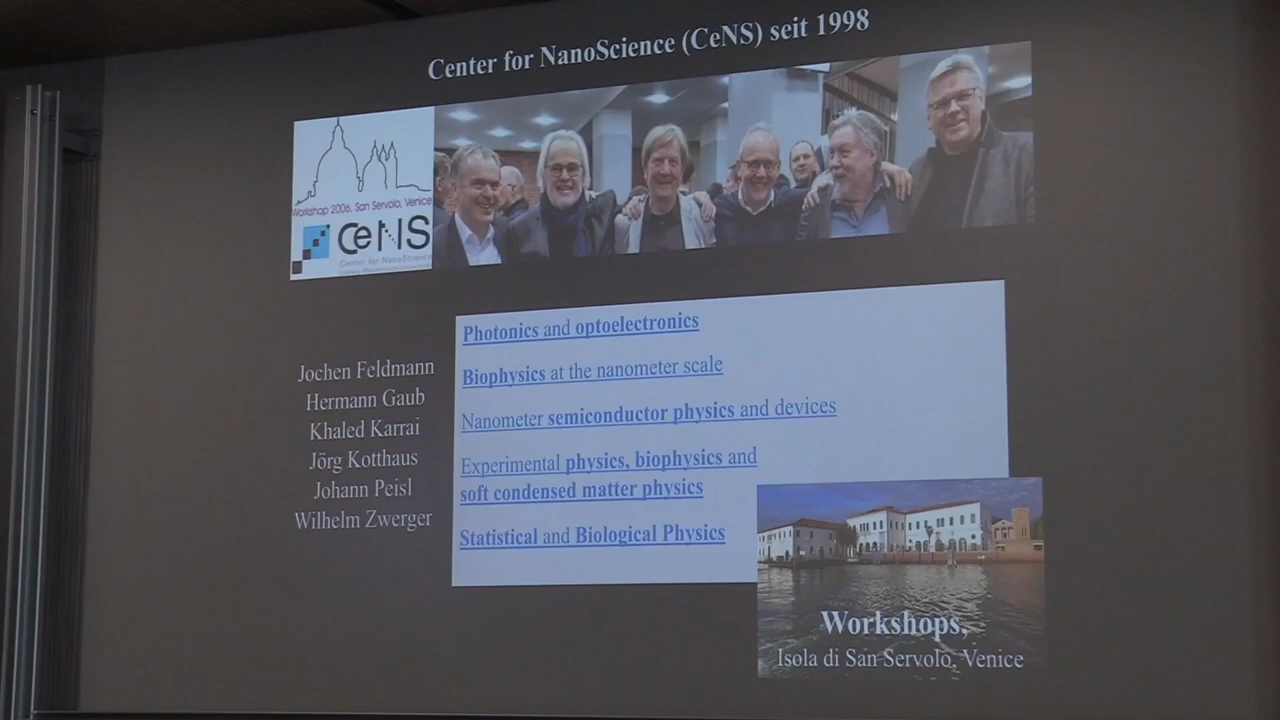 Center for NanoScience (CeNS) seit 1998
Workshop 2006, San Servolo, Venice
CeNS
Center for NanoScience
Jochen Feldmann
Hermann Gaub
Khaled Karrai
Jörg Kotthaus
Johann Peisl
Wilhelm Zwerger
Photonics and optoelectronics
Biophysics at the nanometer scale
Nanometer semiconductor physics and devices
Experimental physics, biophysics and
soft condensed matter physics
Statistical and Biological Physics
Workshops,
Isola di San Servolo, Venice